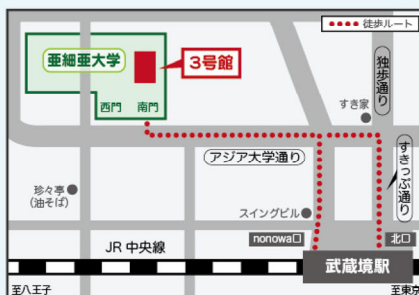 徒歩ルート
亜細亜大学
3号館
独歩通り
すき家
西門
南門
アジア大学通り
すきっぷ通り
珍々亭
(油そば)
スイングビル
nonowa口
北口
JR 中央線
武蔵境駅
至八王子
至東京